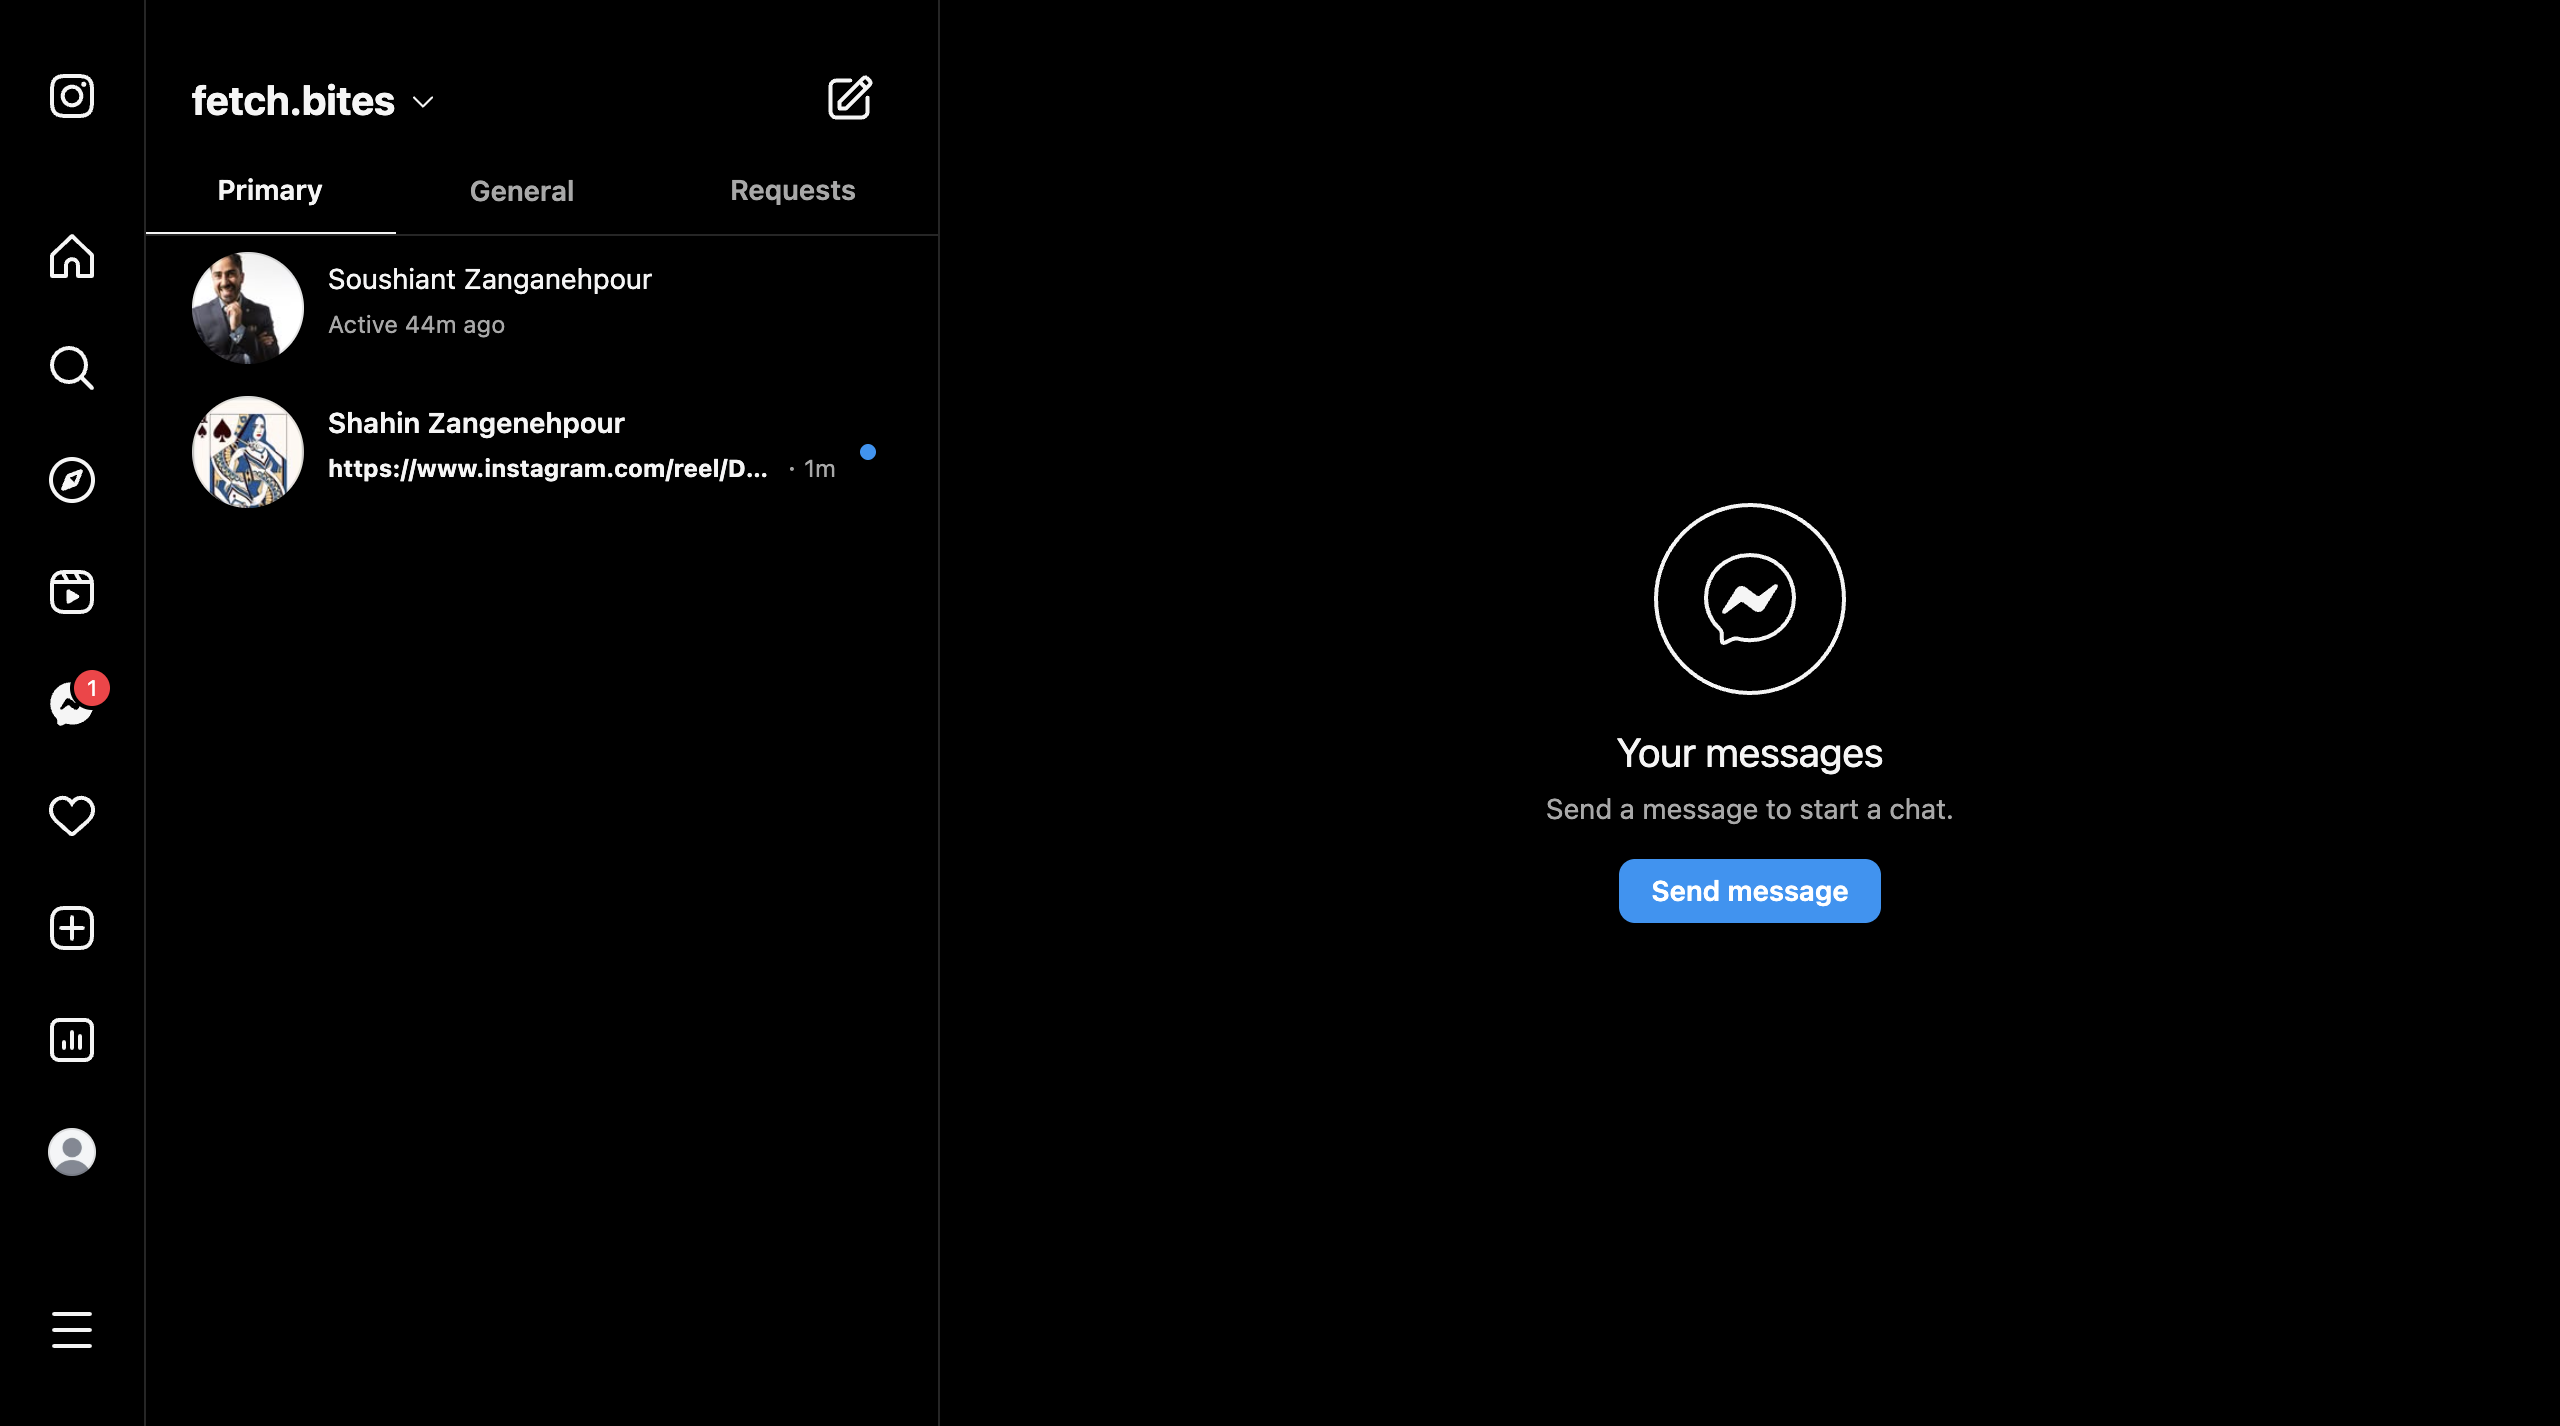 fetch.bites
Primary
General
Requests
Soushiant Zanganehpour
Active 44m ago
Shahin Zangenehpour
https://www.instagram.com/reel/D... · 1m
1
Your messages
Send a message to start a chat.
Send message